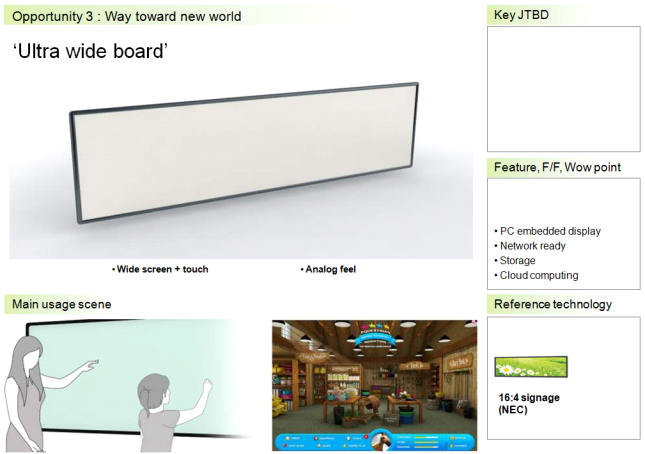 Opportunity 3 : Way toward new world
‘Ultra wide board’
• Wide screen + touch
• Analog feel
Main usage scene
Key JTBD
Feature, F/F, Wow point
• PC embedded display
• Network ready
• Storage
• Cloud computing
Reference technology
16:4 signage
(NEC)